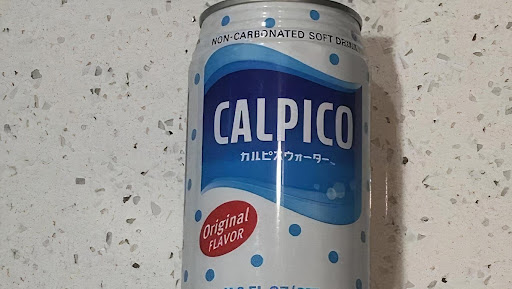 NON-CARBONATED SOFT DRINK
CALPICO
カルピスウォーター
Original
FLAVOR